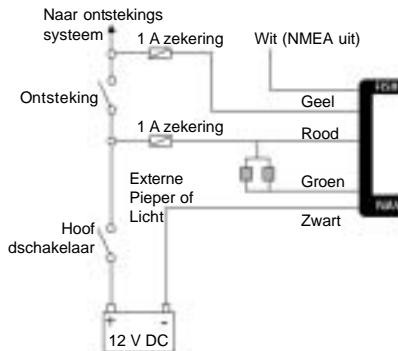 Naar ontstekings
systeem
1 A zekering
Wit (NMEA uit)
Ontsteking
Geel
1 A zekering
Rood
Externe
Pieper of
Licht
Groen
Zwart
Hoof
dschakelaar
+ -
12 V DC